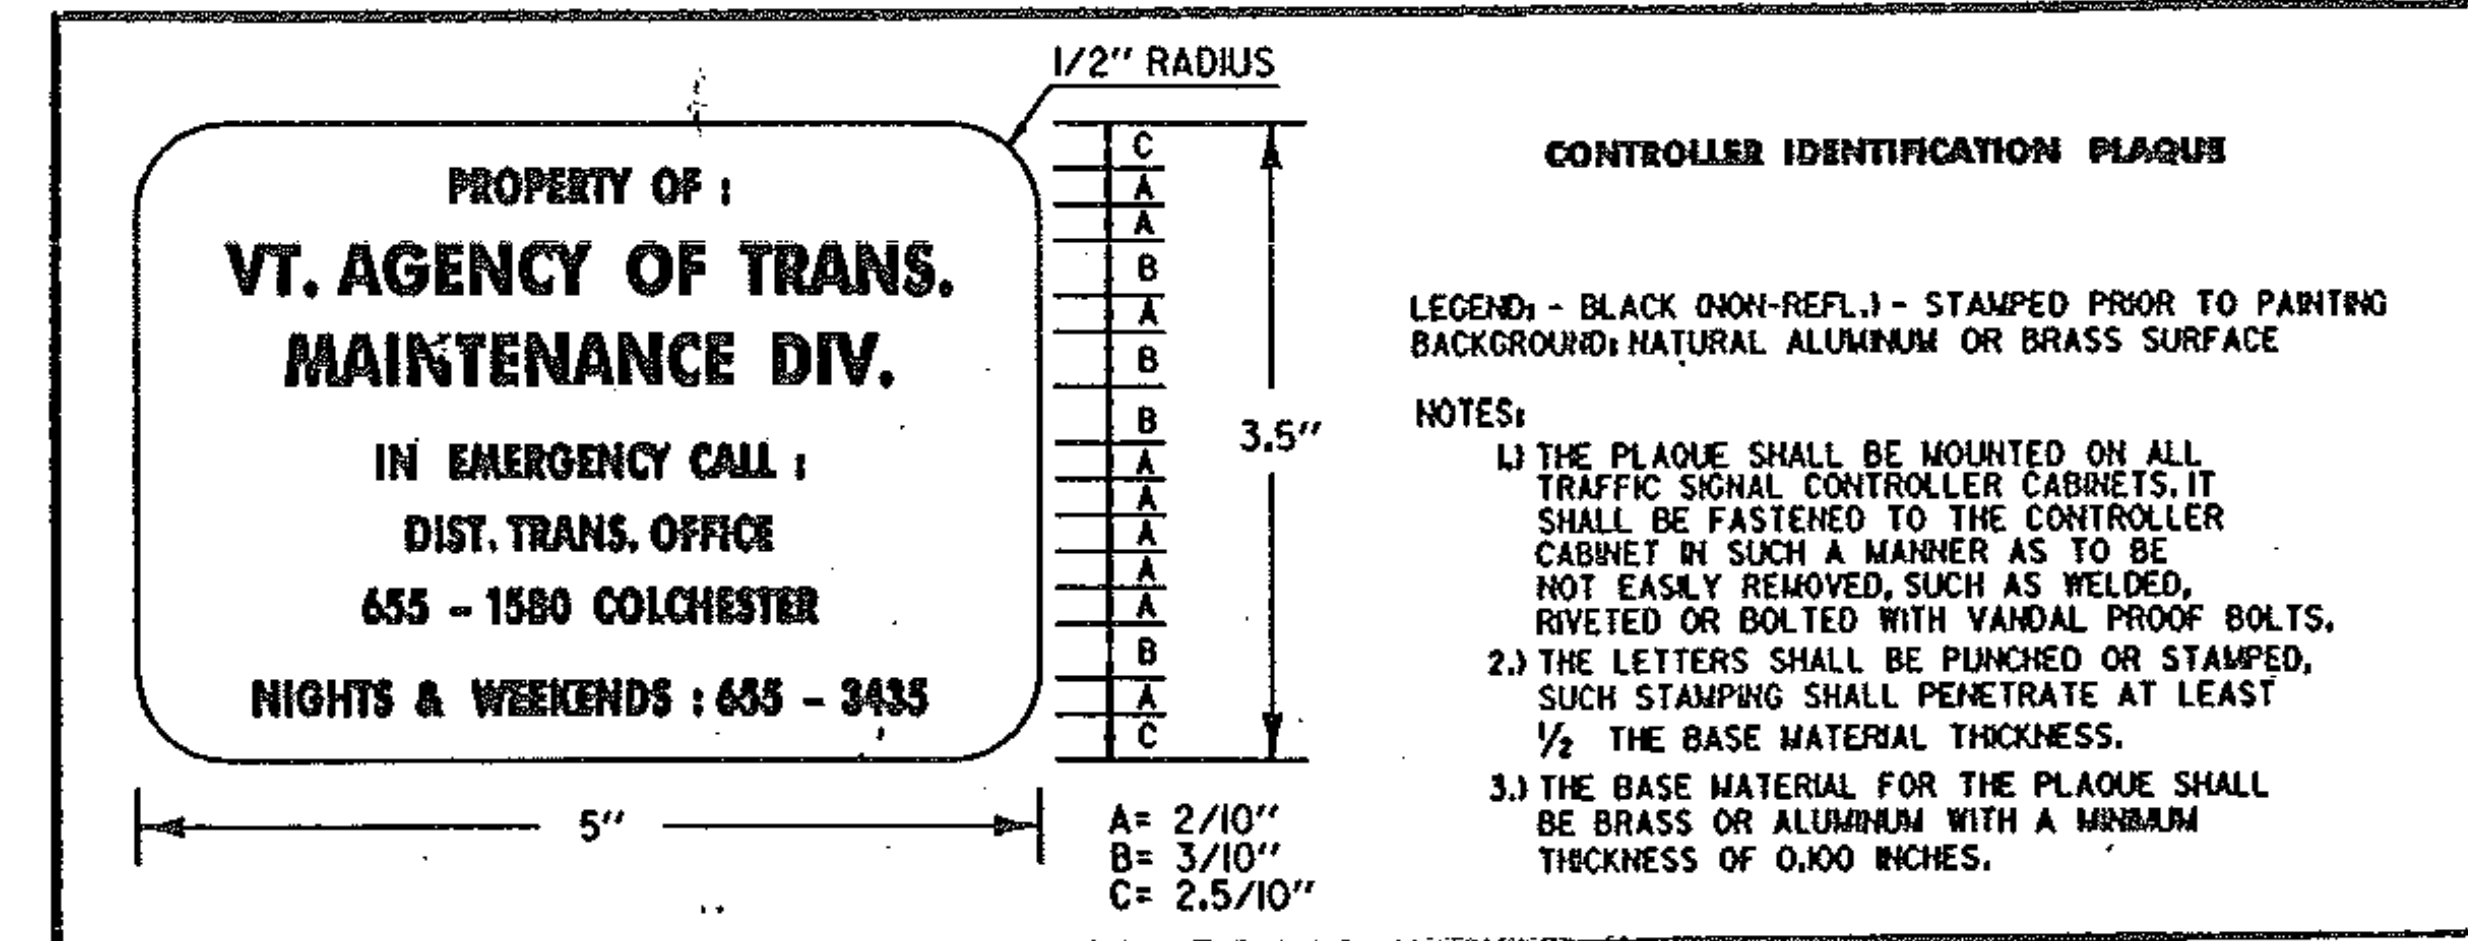 1/2" RADIUS
PROPERTY OF :
VT. AGENCY OF TRANS.
MAINTENANCE DIV.
IN EMERGENCY CALL :
DIST. TRANS. OFFICE
655 - 1580 COLCHESTER
NIGHTS & WEEKENDS : 655 - 3435
C
A
A
B
A
B
B
A
A
A
A
A
B
A
C
3.5"
5"
A= 2/10"
B= 3/10"
C= 2.5/10"
CONTROLLER IDENTIFICATION PLAQUE
LEGEND: - BLACK (NON-REFL.) - STAMPED PRIOR TO PAINTING
BACKGROUND: NATURAL ALUMINUM OR BRASS SURFACE
NOTES:
1.) THE PLAQUE SHALL BE MOUNTED ON ALL
TRAFFIC SIGNAL CONTROLLER CABINETS. IT
SHALL BE FASTENED TO THE CONTROLLER
CABINET IN SUCH A MANNER AS TO BE
NOT EASILY REMOVED, SUCH AS WELDED,
RIVETED OR BOLTED WITH VANDAL PROOF BOLTS.
2.) THE LETTERS SHALL BE PUNCHED OR STAMPED,
SUCH STAMPING SHALL PENETRATE AT LEAST
1/2 THE BASE MATERIAL THICKNESS.
3.) THE BASE MATERIAL FOR THE PLAQUE SHALL
BE BRASS OR ALUMINUM WITH A MINIMUM
THICKNESS OF 0.100 INCHES.